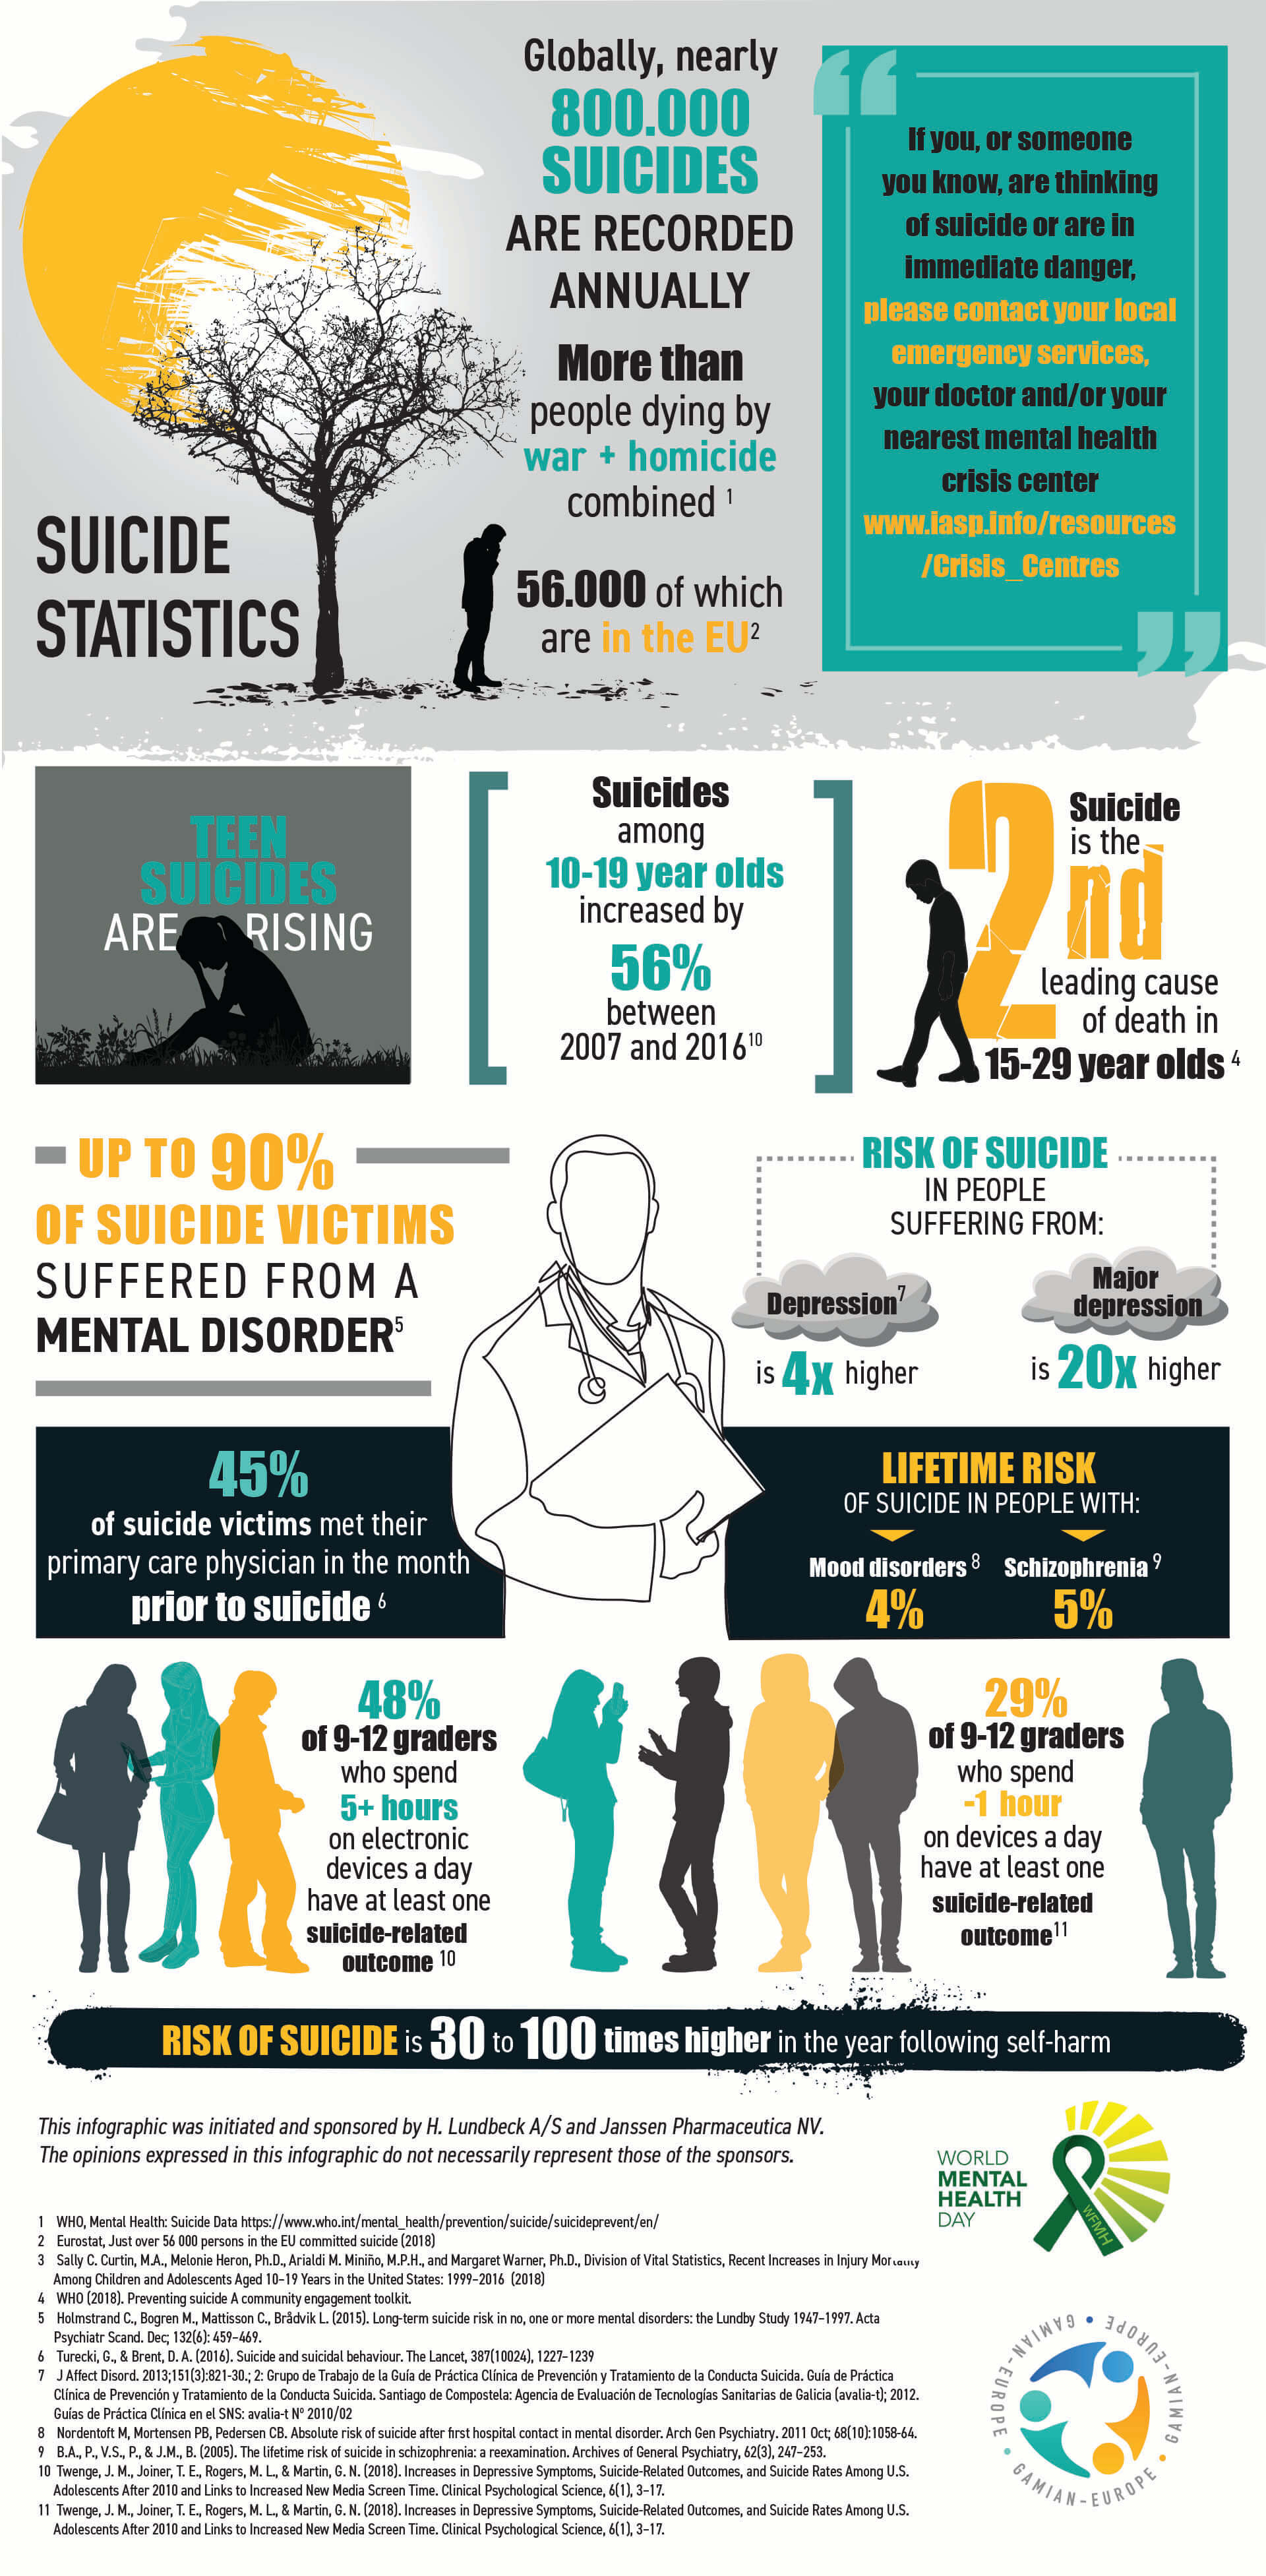 Globally, nearly
800.000
SUICIDES
ARE RECORDED
ANNUALLY
More than
people dying by
war + homicide
combined 1
56.000 of which
are in the EU2
SUICIDE
STATISTICS
“
If you, or someone
you know, are thinking
of suicide or are in
immediate danger,
please contact your local
emergency services,
your doctor and/or your
nearest mental health
crisis center
www.iasp.info/resources
/Crisis_Centres
”
TEEN
SUICIDES
ARE RISING
Suicides
among
10-19 year olds
increased by
56%
between
2007 and 201610
Suicide
is the
2nd
leading cause
of death in
15-29 year olds 4
UP TO 90%
OF SUICIDE VICTIMS
SUFFERED FROM A
MENTAL DISORDER5
RISK OF SUICIDE
IN PEOPLE
SUFFERING FROM:
Depression7
is 4x higher
Major
depression
is 20x higher
45%
of suicide victims met their
primary care physician in the month
prior to suicide 6
LIFETIME RISK
OF SUICIDE IN PEOPLE WITH:
Mood disorders 8 Schizophrenia 9
4% 5%
48%
of 9-12 graders
who spend
5+ hours
on electronic
devices a day
have at least one
suicide-related
outcome 10
29%
of 9-12 graders
who spend
-1 hour
on devices a day
have at least one
suicide-related
outcome11
RISK OF SUICIDE is 30 to 100 times higher in the year following self-harm
This infographic was initiated and sponsored by H. Lundbeck A/S and Janssen Pharmaceutica NV.
The opinions expressed in this infographic do not necessarily represent those of the sponsors.
WORLD
MENTAL
HEALTH
DAY
WFMH
1 WHO, Mental Health: Suicide Data https://www.who.int/mental_health/prevention/suicide/suicideprevent/en/
2 Eurostat, Just over 56 000 persons in the EU committed suicide (2018)
3 Sally C. Curtin, M.A., Melonie Heron, Ph.D., Arialdi M. Miniño, M.P.H., and Margaret Warner, Ph.D., Division of Vital Statistics, Recent Increases in Injury Mortality
Among Children and Adolescents Aged 10–19 Years in the United States: 1999–2016 (2018)
4 WHO (2018). Preventing suicide A community engagement toolkit.
5 Holmstrand C., Bogren M., Mattisson C., Brådvik L. (2015). Long-term suicide risk in no, one or more mental disorders: the Lundby Study 1947–1997. Acta
Psychiatr Scand. Dec; 132(6): 459–469.
6 Turecki, G., & Brent, D. A. (2016). Suicide and suicidal behaviour. The Lancet, 387(10024), 1227–1239
7 J Affect Disord. 2013;151(3):821-30.; 2: Grupo de Trabajo de la Guía de Práctica Clínica de Prevención y Tratamiento de la Conducta Suicida. Guía de Práctica
Clínica de Prevención y Tratamiento de la Conducta Suicida. Santiago de Compostela: Agencia de Evaluación de Tecnologías Sanitarias de Galicia (avalia-t); 2012.
Guías de Práctica Clínica en el SNS: avalia-t Nº 2010/02
8 Nordentoft M, Mortensen PB, Pedersen CB. Absolute risk of suicide after first hospital contact in mental disorder. Arch Gen Psychiatry. 2011 Oct; 68(10):1058-64.
9 B.A., P., V.S., P., & J.M., B. (2005). The lifetime risk of suicide in schizophrenia: a reexamination. Archives of General Psychiatry, 62(3), 247–253.
10 Twenge, J. M., Joiner, T. E., Rogers, M. L., & Martin, G. N. (2018). Increases in Depressive Symptoms, Suicide-Related Outcomes, and Suicide Rates Among U.S.
Adolescents After 2010 and Links to Increased New Media Screen Time. Clinical Psychological Science, 6(1), 3–17.
11 Twenge, J. M., Joiner, T. E., Rogers, M. L., & Martin, G. N. (2018). Increases in Depressive Symptoms, Suicide-Related Outcomes, and Suicide Rates Among U.S.
Adolescents After 2010 and Links to Increased New Media Screen Time. Clinical Psychological Science, 6(1), 3–17.
GAMIAN-EUROPE • GAMIAN-EUROPE • GAMIAN-EUROPE •